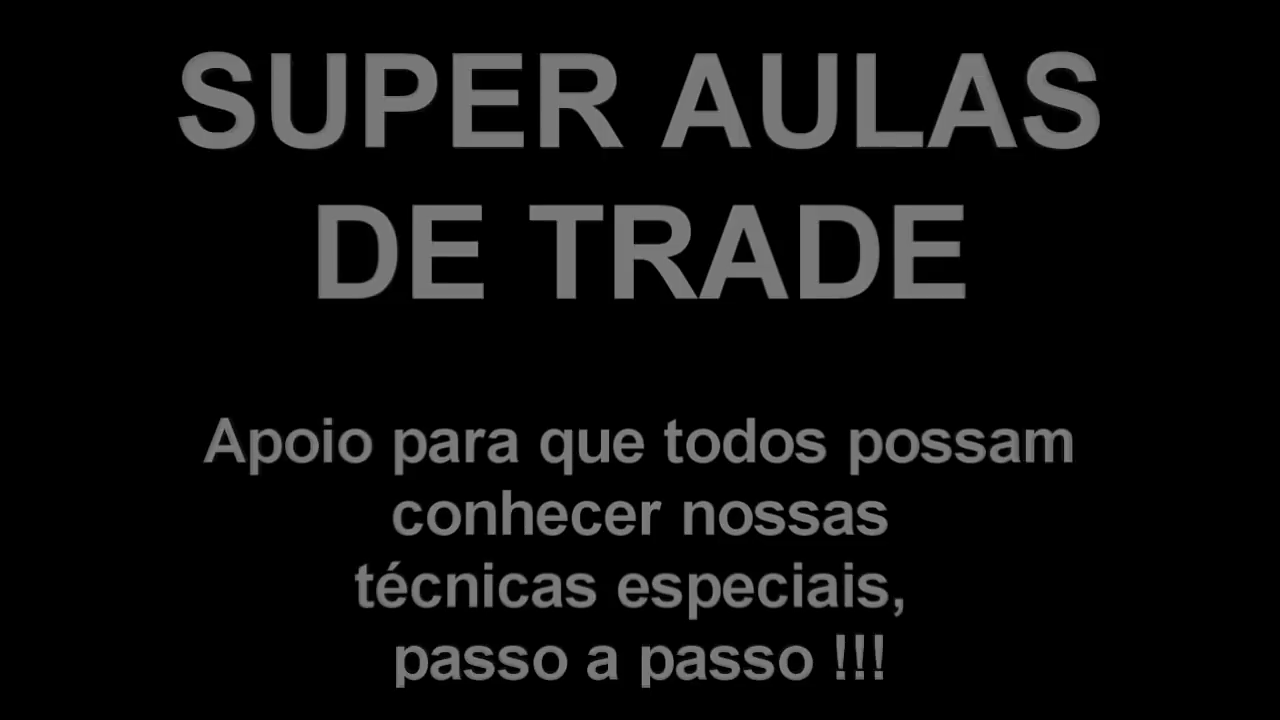 SUPER AULAS
DE TRADE
Apoio para que todos possam
conhecer nossas
técnicas especiais,
passo a passo !!!